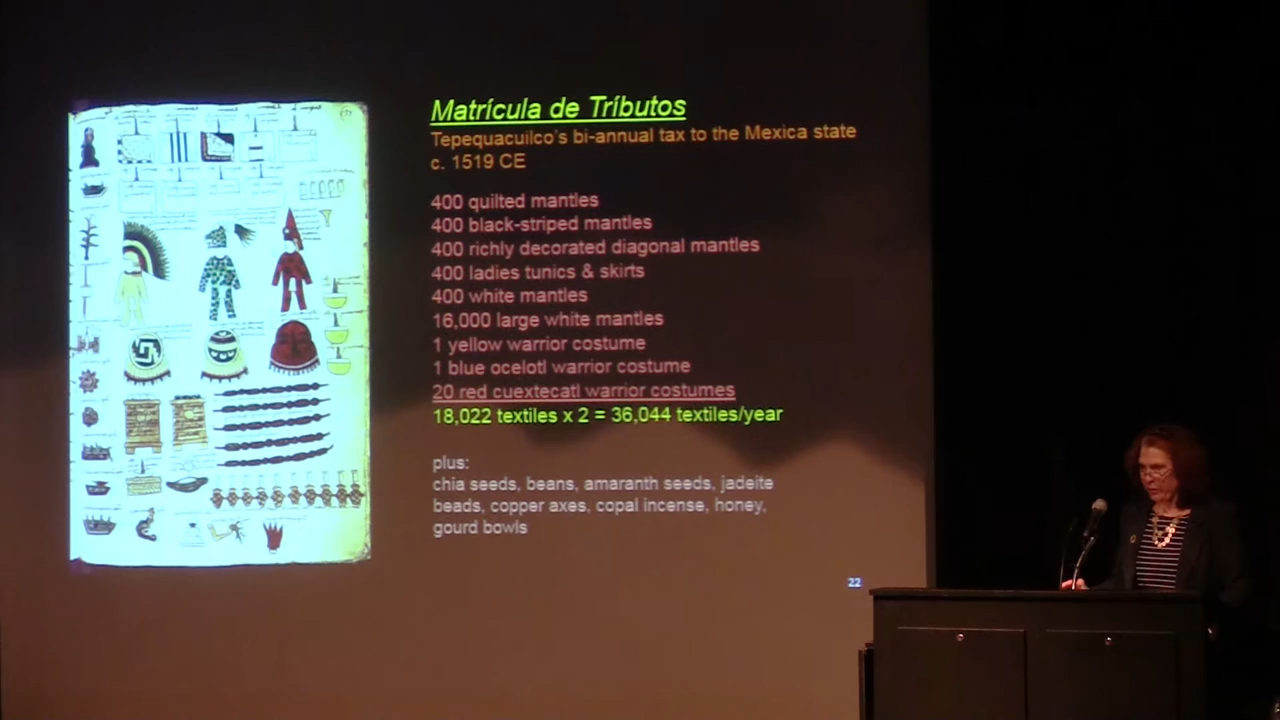 Matrícula de Tríbutos
Tepequacuilco's bi-annual tax to the Mexica state
c. 1519 CE
400 quilted mantles
400 black-striped mantles
400 richly decorated diagonal mantles
400 ladies tunics & skirts
400 white mantles
16,000 large white mantles
1 yellow warrior costume
1 blue ocelotl warrior costume
20 red cuextecatl warrior costumes
18,022 textiles x 2 = 36,044 textiles/year
plus:
chia seeds, beans, amaranth seeds, jadeite
beads, copper axes, copal incense, honey,
gourd bowls
22